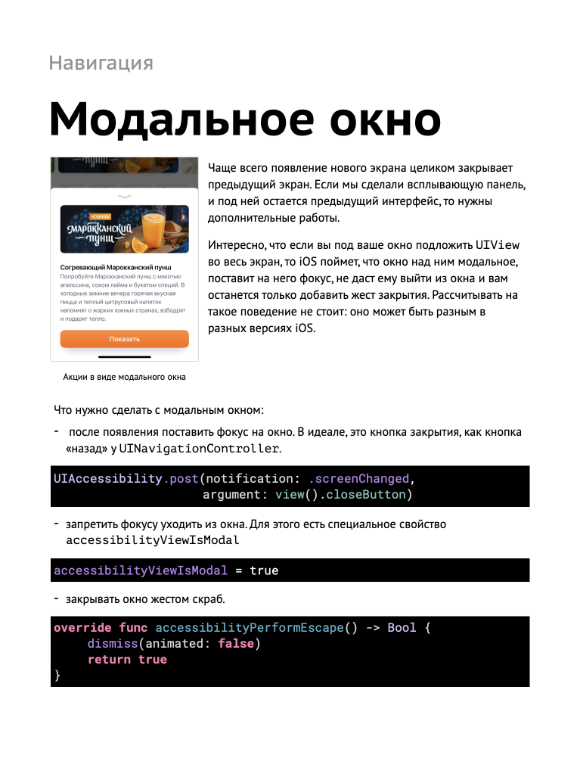 Навигация
Модальное окно
НОВИНКА
МАРОККАНСКИЙ
ПУНШ
Согревающий Марокканский пунш
Попробуйте Марокканский пунш с мякотью
апельсина, соком лайма и букетом специй. В
холодные зимние вечера горячая вкусная
пицца и теплый цитрусовый напиток
напомнят о жарких южных странах, взбодрят
и подарят тепло.
Показать
Акции в виде модального окна
Чаще всего появление нового экрана целиком закрывает
предыдущий экран. Если мы сделали всплывающую панель,
и под ней остается предыдущий интерфейс, то нужны
дополнительные работы.
Интересно, что если вы под ваше окно подложить UIView
во весь экран, то iOS поймет, что окно над ним модальное,
поставит на него фокус, не даст ему выйти из окна и вам
останется только добавить жест закрытия. Рассчитывать на
такое поведение не стоит: оно может быть разным в
разных версиях iOS.
Что нужно сделать с модальным окном:
- после появления поставить фокус на окно. В идеале, это кнопка закрытия, как кнопка
«назад» у UINavigationController.
UIAccessibility.post(notification: .screenChanged,
argument: view().closeButton)
- запретить фокусу уходить из окна. Для этого есть специальное свойство
accessibilityViewIsModal
accessibilityViewIsModal = true
- закрывать окно жестом скраб.
override func accessibilityPerformEscape() -> Bool {
dismiss(animated: false)
return true
}